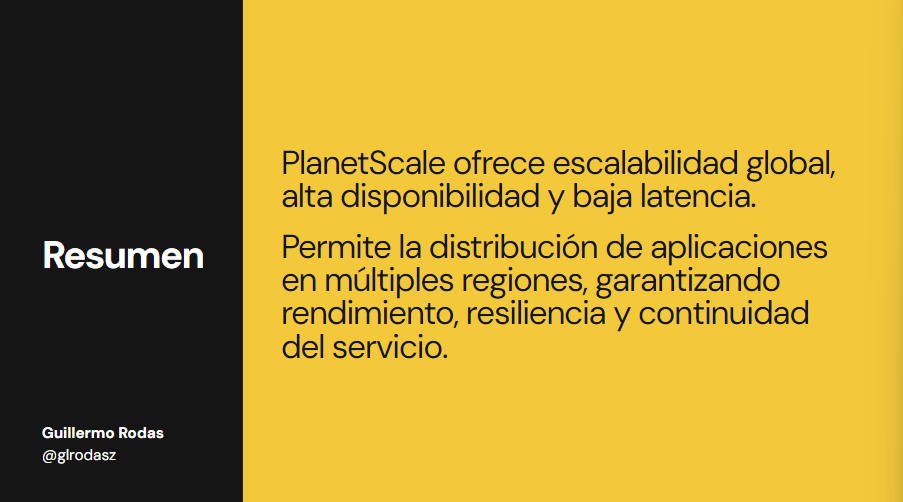 Resumen
Guillermo Rodas
@glrodasz
PlanetScale ofrece escalabilidad global,
alta disponibilidad y baja latencia.
Permite la distribución de aplicaciones
en múltiples regiones, garantizando
rendimiento, resiliencia y continuidad
del servicio.